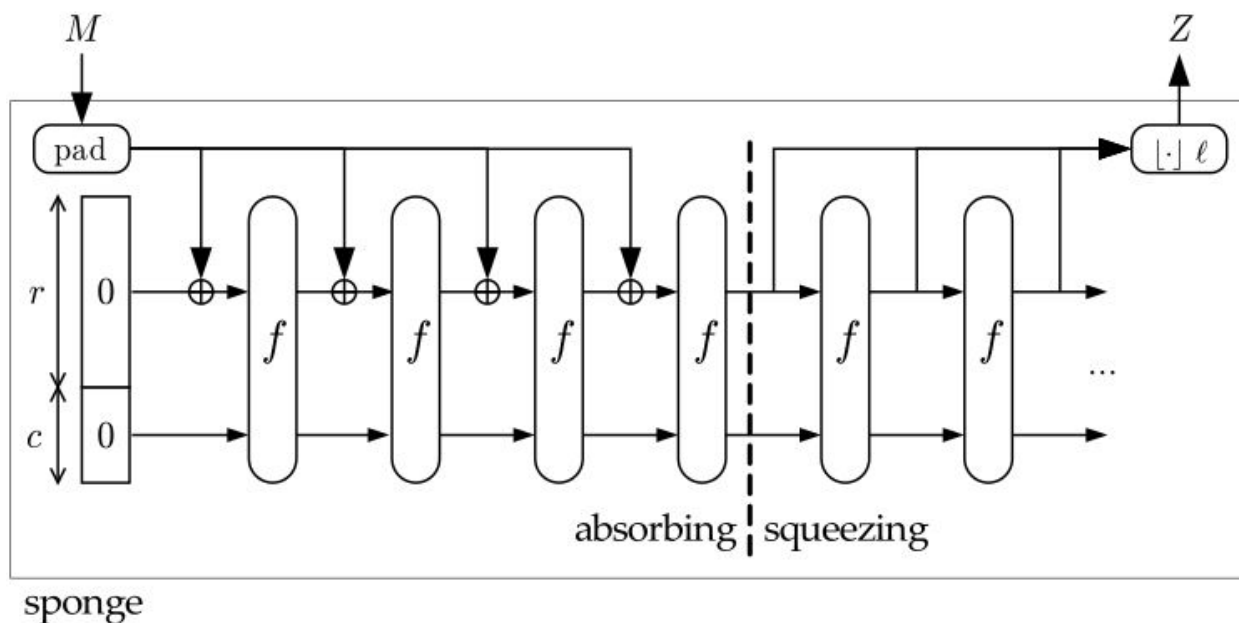 M Z
pad ⌊·⌋ ℓ
r 0 f f f f f f
c 0 ...
absorbing squeezing
sponge